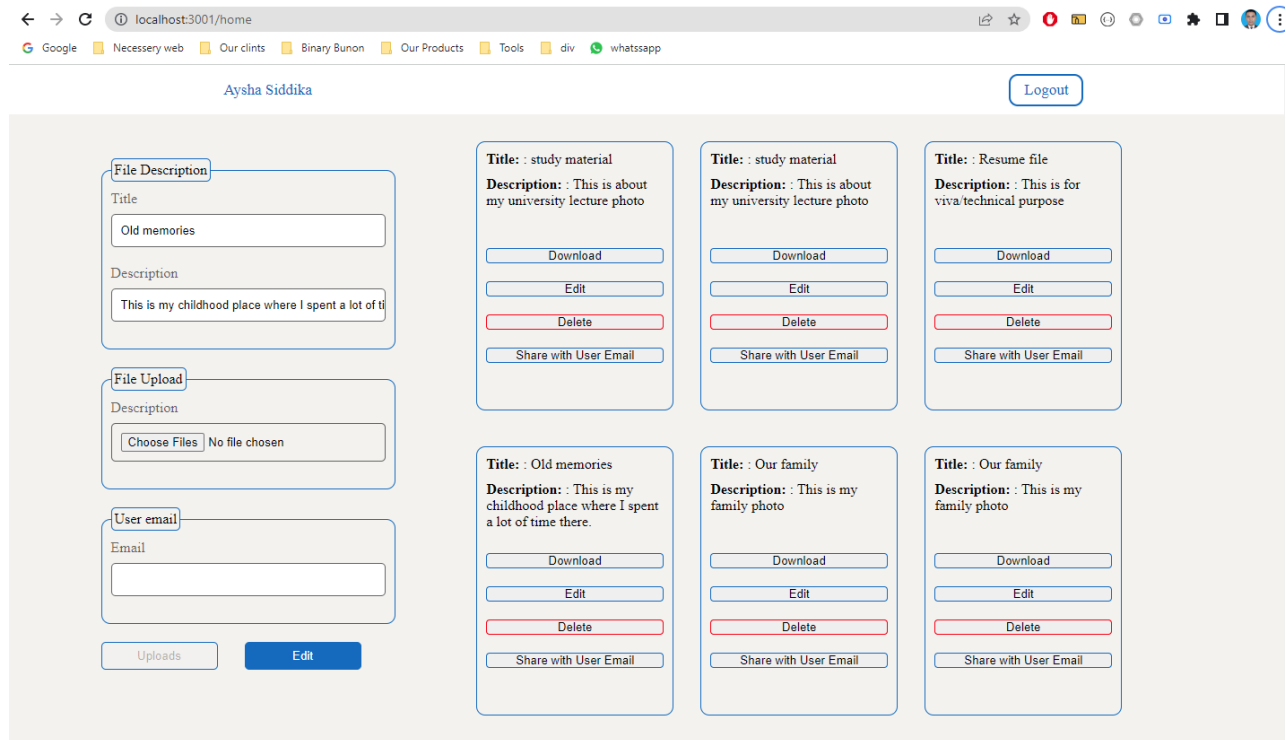 localhost:3001/home
Google Necessery web Our clints Binary Bunon Our Products Tools div whatssapp
Aysha Siddika
Logout
File Description
Title
Old memories
Description
This is my childhood place where I spent a lot of ti
File Upload
Description
Choose Files No file chosen
User email
Email
Uploads
Edit
Title: : study material
Description: : This is about
my university lecture photo
Download
Edit
Delete
Share with User Email
Title: : study material
Description: : This is about
my university lecture photo
Download
Edit
Delete
Share with User Email
Title: : Resume file
Description: : This is for
viva/technical purpose
Download
Edit
Delete
Share with User Email
Title: : Old memories
Description: : This is my
childhood place where I spent
a lot of time there.
Download
Edit
Delete
Share with User Email
Title: : Our family
Description: : This is my
family photo
Download
Edit
Delete
Share with User Email
Title: : Our family
Description: : This is my
family photo
Download
Edit
Delete
Share with User Email